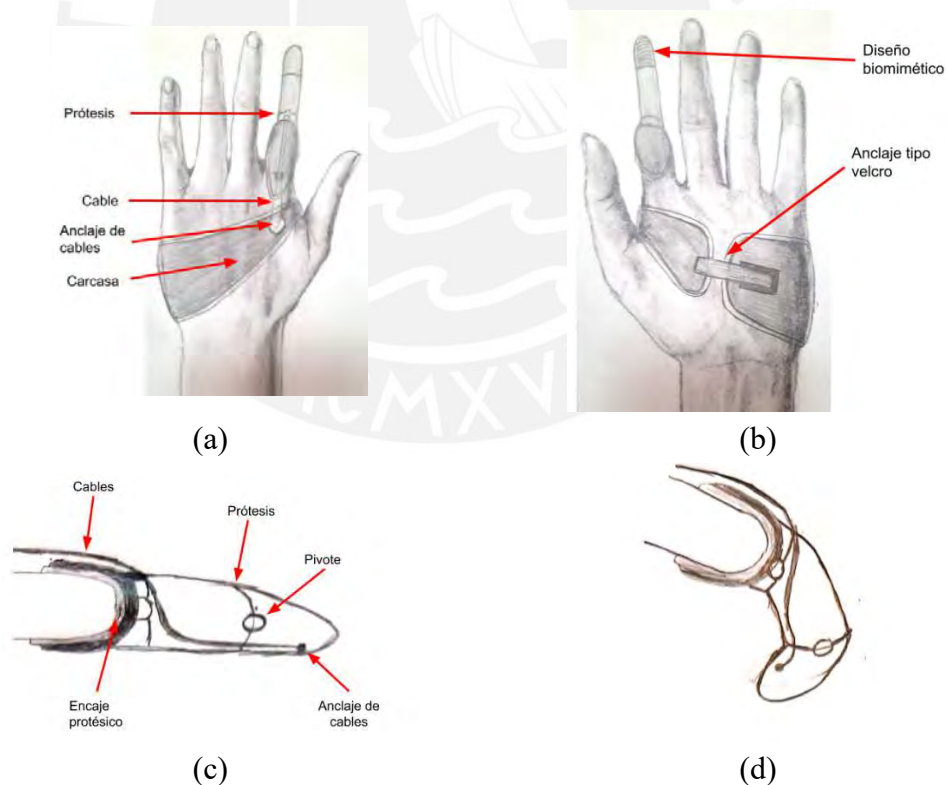 Prótesis
Cable
Anclaje de
cables
Carcasa
Diseño
biomimético
Anclaje tipo
velcro
(a)
(b)
Cables
Prótesis
Pivote
Encaje
protésico
Anclaje de
cables
(c)
(d)